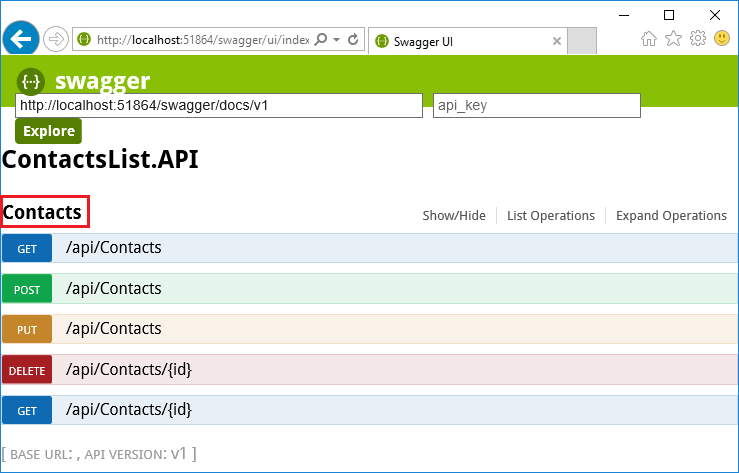 http://localhost:51864/swagger/ui/index
Swagger UI
{···} swagger
http://localhost:51864/swagger/docs/v1 api_key
Explore
ContactsList.API
Contacts Show/Hide List Operations Expand Operations
GET /api/Contacts
POST /api/Contacts
PUT /api/Contacts
DELETE /api/Contacts/{id}
GET /api/Contacts/{id}
[ BASE URL: , API VERSION: v1 ]